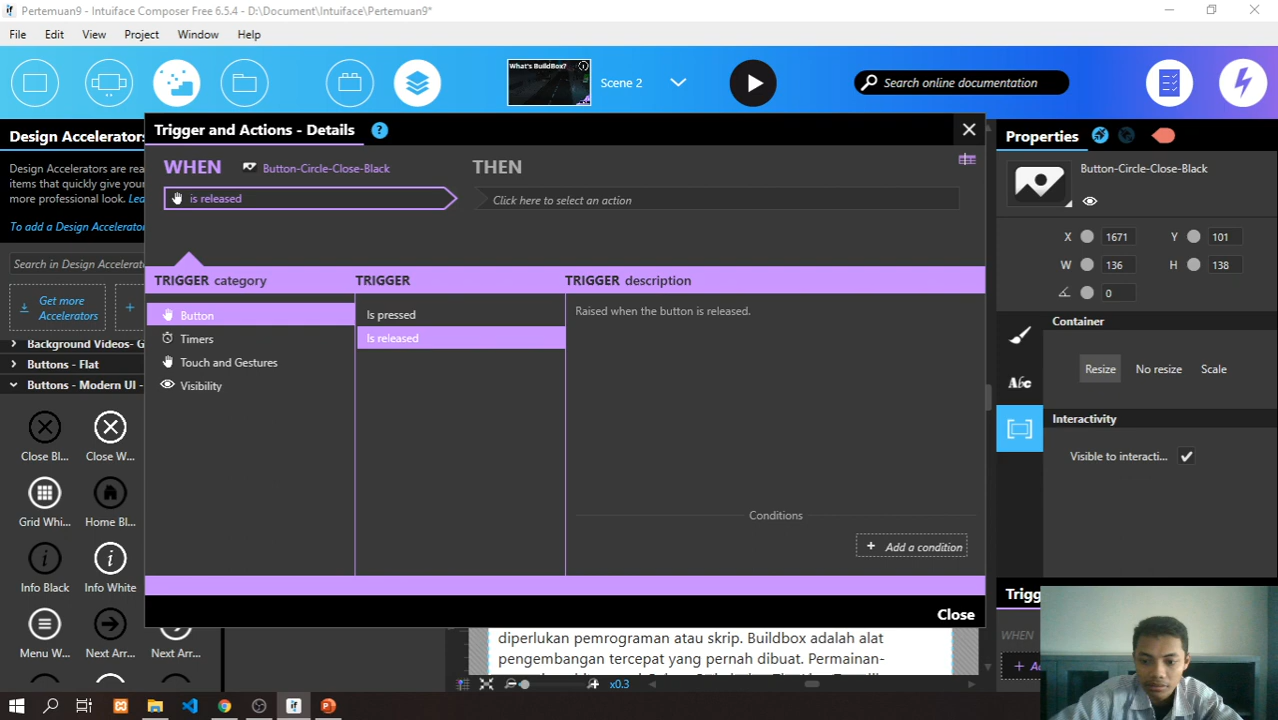 Pertemuan9 - Intuiface Composer Free 6.5.4 - D:\Document\Intuiface\Pertemuan9*
File Edit View Project Window Help
What's BuildBox?
Scene 2
Search online documentation
Design Accelerators
Design Accelerators are rea
items that quickly give your
more professional look. Lea
To add a Design Accelerato
Search in Design Accelerato
Get more
Accelerators
Background Videos- G
Buttons - Flat
Buttons - Modern UI -
Close Bl... Close W...
Grid Whi... Home Bl...
Info Black Info White
Menu W... Next Arr... Next Arr...
Trigger and Actions - Details ?
WHEN Button-Circle-Close-Black THEN
is released Click here to select an action
TRIGGER category TRIGGER TRIGGER description
Button Is pressed Raised when the button is released.
Timers Is released
Touch and Gestures
Visibility
Conditions
+ Add a condition
Close
diperlukan pemrograman atau skrip. Buildbox adalah alat
pengembangan tercepat yang pernah dibuat. Permainan-
x0.3
Properties
Button-Circle-Close-Black
X 1671 Y 101
W 136 H 138
0
Container
Abc
Resize No resize Scale
Interactivity
Visible to interacti...
Trigg
WHEN
+ Ad